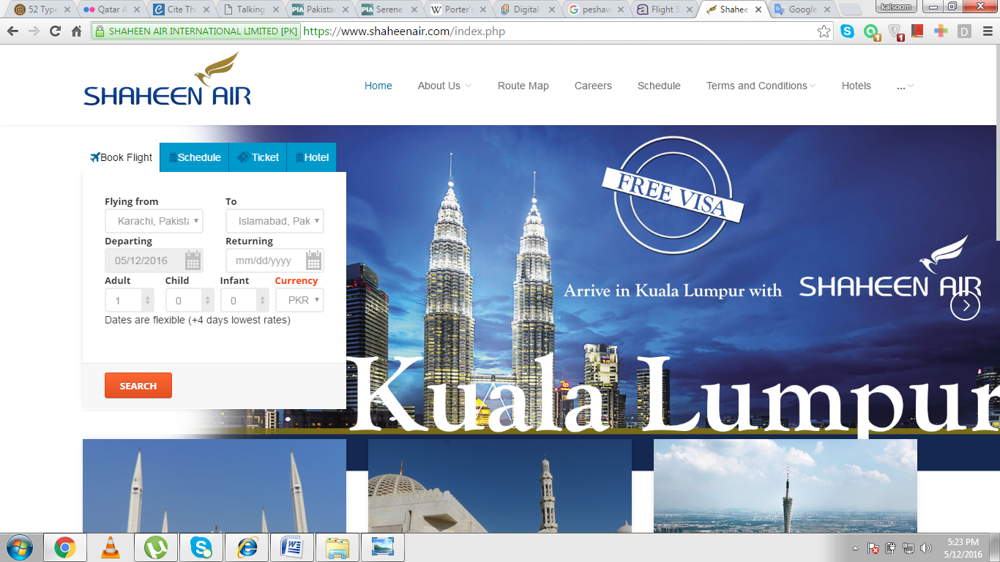 52 Type
Qatar A
Cite Thi
Talking
Pakistan
Serene
Porter's
Digital
peshaw
Flight S
Shahee
Google
kalsoom
SHAHEEN AIR INTERNATIONAL LIMITED [PK] https://www.shaheenair.com/index.php
SHAHEEN AIR
Home About Us Route Map Careers Schedule Terms and Conditions Hotels ...
Book Flight Schedule Ticket Hotel
Flying from To
Karachi, Pakista Islamabad, Pak
Departing Returning
05/12/2016 mm/dd/yyyy
Adult Child Infant Currency
1 0 0 PKR
Dates are flexible (+4 days lowest rates)
SEARCH
FREE VISA
Arrive in Kuala Lumpur with SHAHEEN AIR
Kuala Lumpur
5:23 PM
5/12/2016